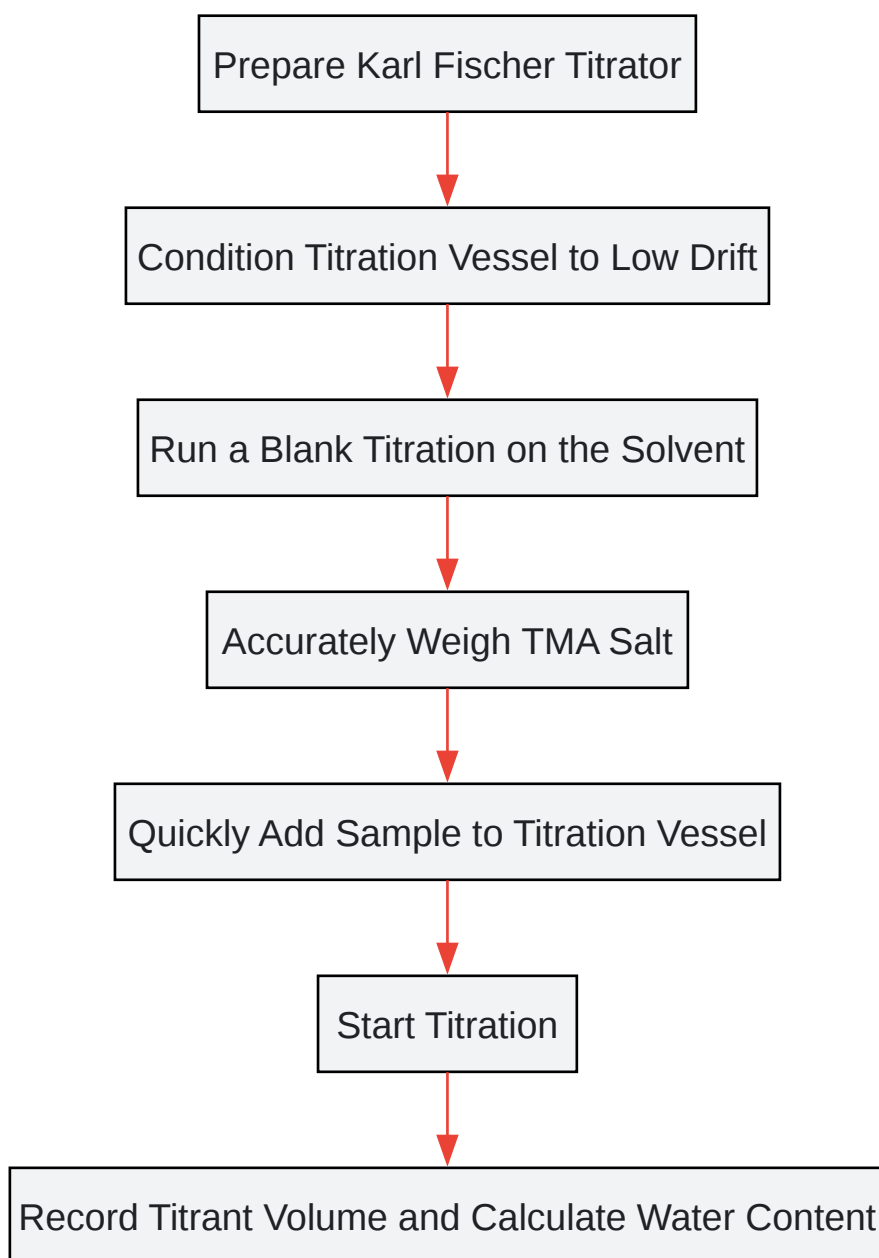 Prepare Karl Fischer Titrator
Condition Titration Vessel to Low Drift
Run a Blank Titration on the Solvent
Accurately Weigh TMA Salt
Quickly Add Sample to Titration Vessel
Start Titration
Record Titrant Volume and Calculate Water Content